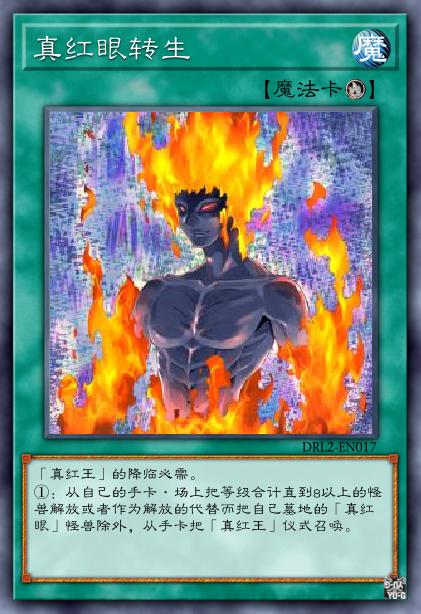 真红眼转生
魔
【魔法卡】
DRL2-EN017
「真红王」的降临必需。
①：从自己的手卡·场上把等级合计直到8以上的怪
兽解放或者作为解放的代替而把自己墓地的「真红
眼」怪兽除外，从手卡把「真红王」仪式召唤。